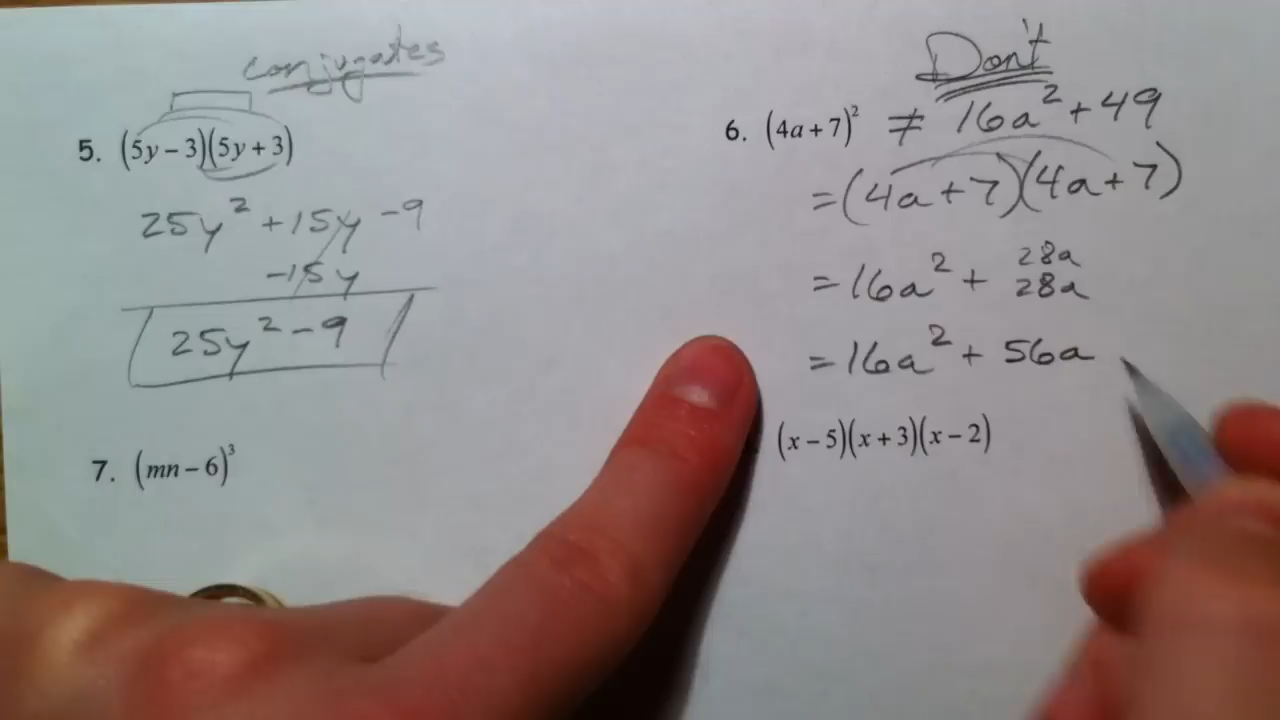 conjugates
5. (5y − 3)(5y + 3)
25y² + 15y − 9
−15y
25y² − 9
Don't
6. (4a + 7)² ≠ 16a² + 49
= (4a + 7)(4a + 7)
= 16a² + 28a
28a
= 16a² + 56a
7. (mn − 6)³
(x − 5)(x + 3)(x − 2)